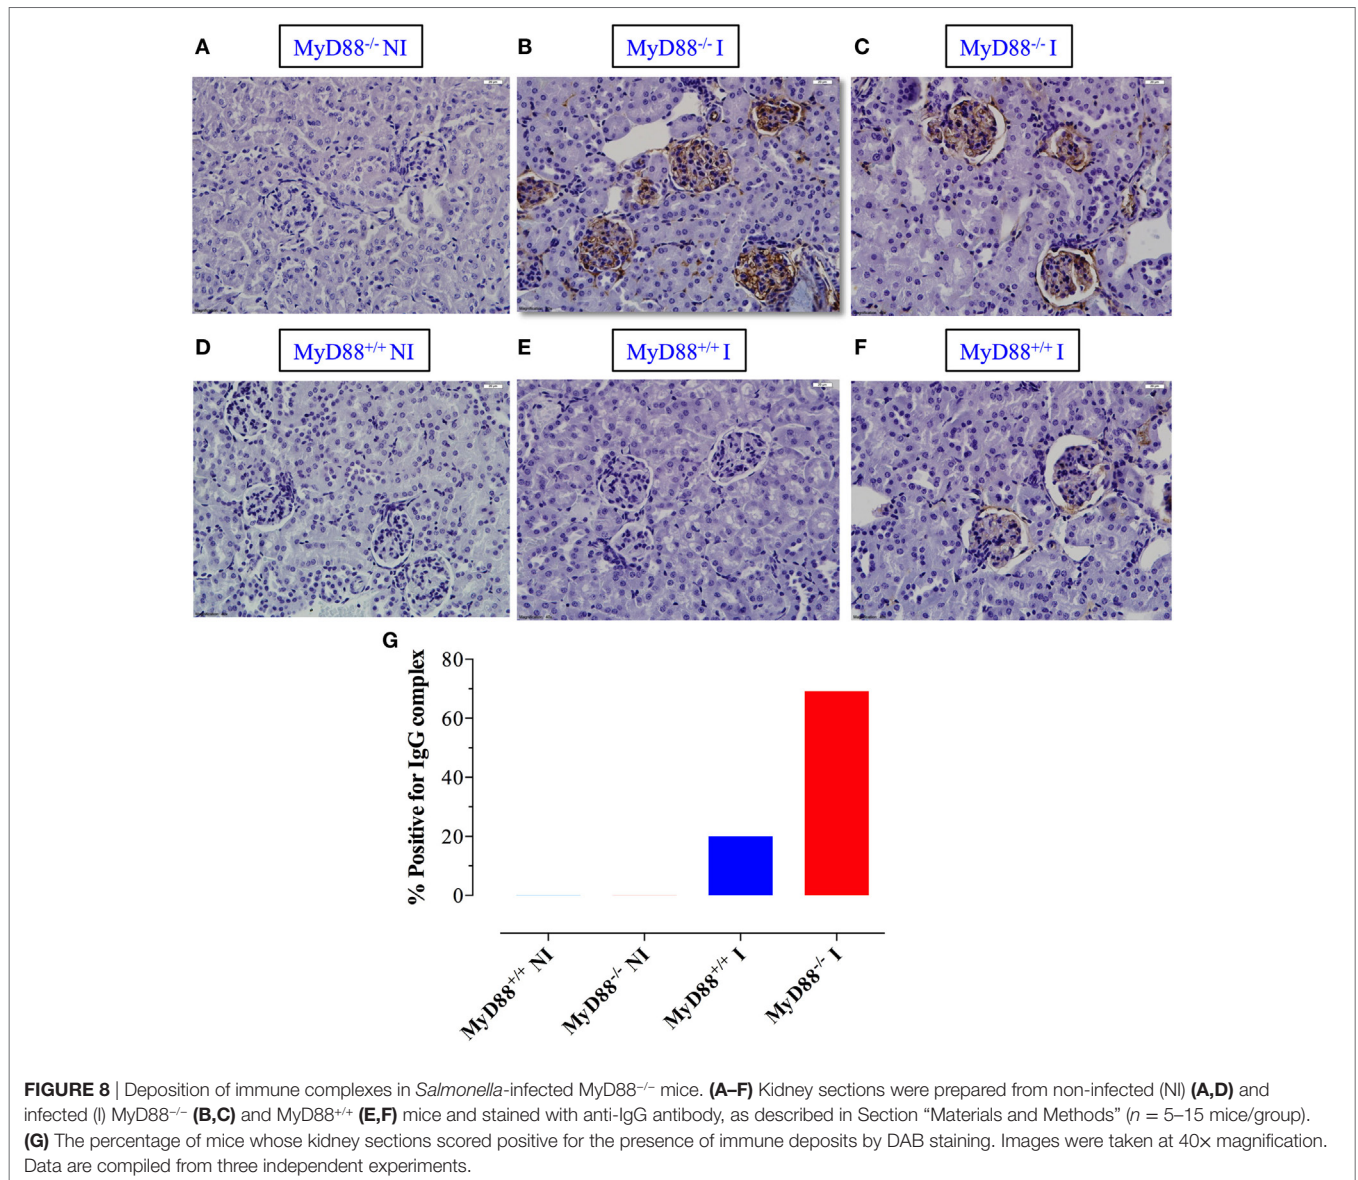 A
MyD88-/- NI
B
MyD88-/- I
C
MyD88-/- I
D
MyD88+/+ NI
E
MyD88+/+ I
F
MyD88+/+ I
G
% Positive for IgG complex
80
60
40
20
0
MyD88+/+ NI
MyD88-/- NI
MyD88+/+ I
MyD88-/- I
FIGURE 8 | Deposition of immune complexes in Salmonella-infected MyD88−/− mice. (A–F) Kidney sections were prepared from non-infected (NI) (A,D) and
infected (I) MyD88−/− (B,C) and MyD88+/+ (E,F) mice and stained with anti-IgG antibody, as described in Section “Materials and Methods” (n = 5–15 mice/group).
(G) The percentage of mice whose kidney sections scored positive for the presence of immune deposits by DAB staining. Images were taken at 40× magnification.
Data are compiled from three independent experiments.